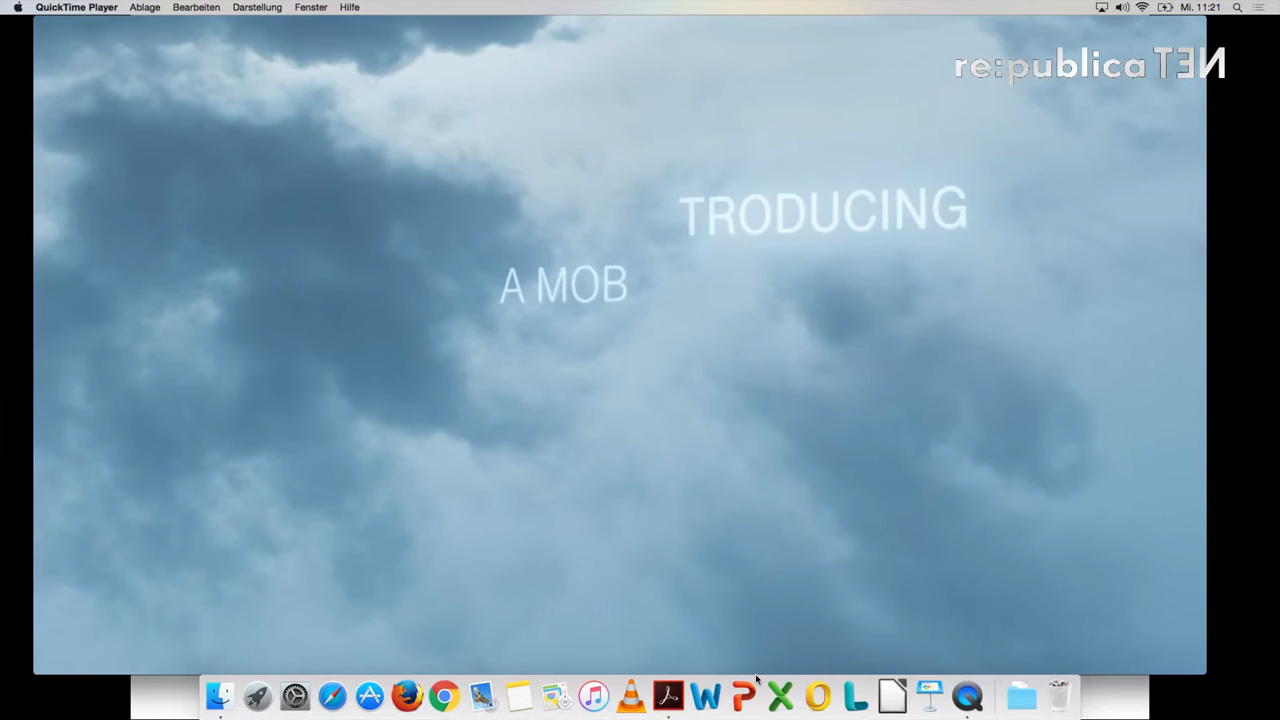 QuickTime Player Ablage Bearbeiten Darstellung Fenster Hilfe Mi. 11:21
re:publica TEN
TRODUCING
A MOB